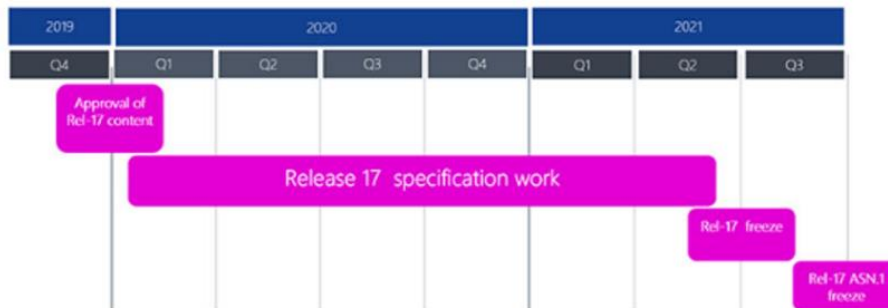 2019 2020 2021
Q4 Q1 Q2 Q3 Q4 Q1 Q2 Q3
Approval of
Rel-17 content
Release 17 specification work
Rel-17 freeze
Rel-17 ASN.1
freeze